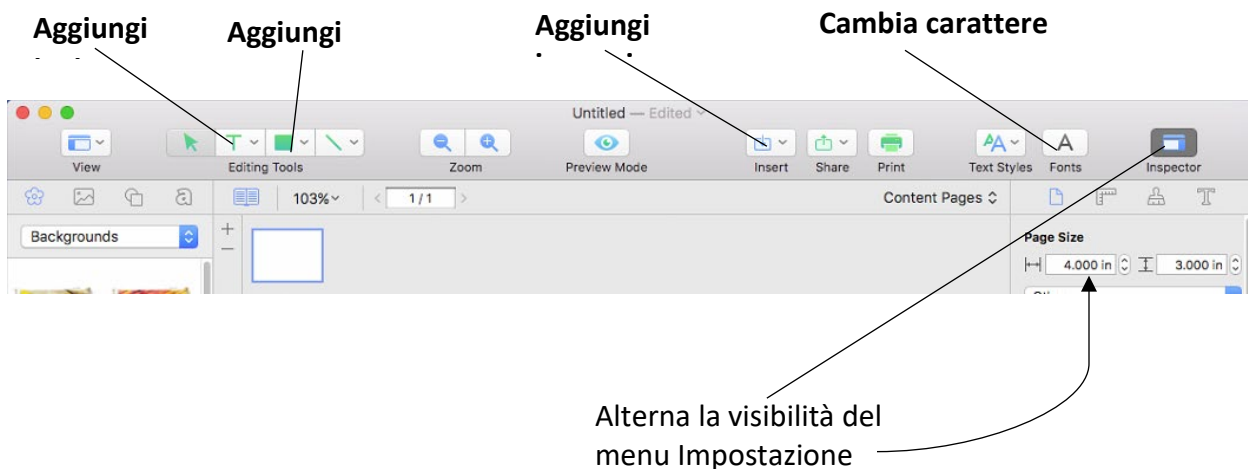 Aggiungi
Aggiungi
Aggiungi
Cambia carattere
Untitled — Edited
View
Editing Tools
Zoom
Preview Mode
Insert
Share
Print
Text Styles
Fonts
Inspector
103%
1/1
Content Pages
Backgrounds
Page Size
4.000 in
3.000 in
Alterna la visibilità del
menu Impostazione